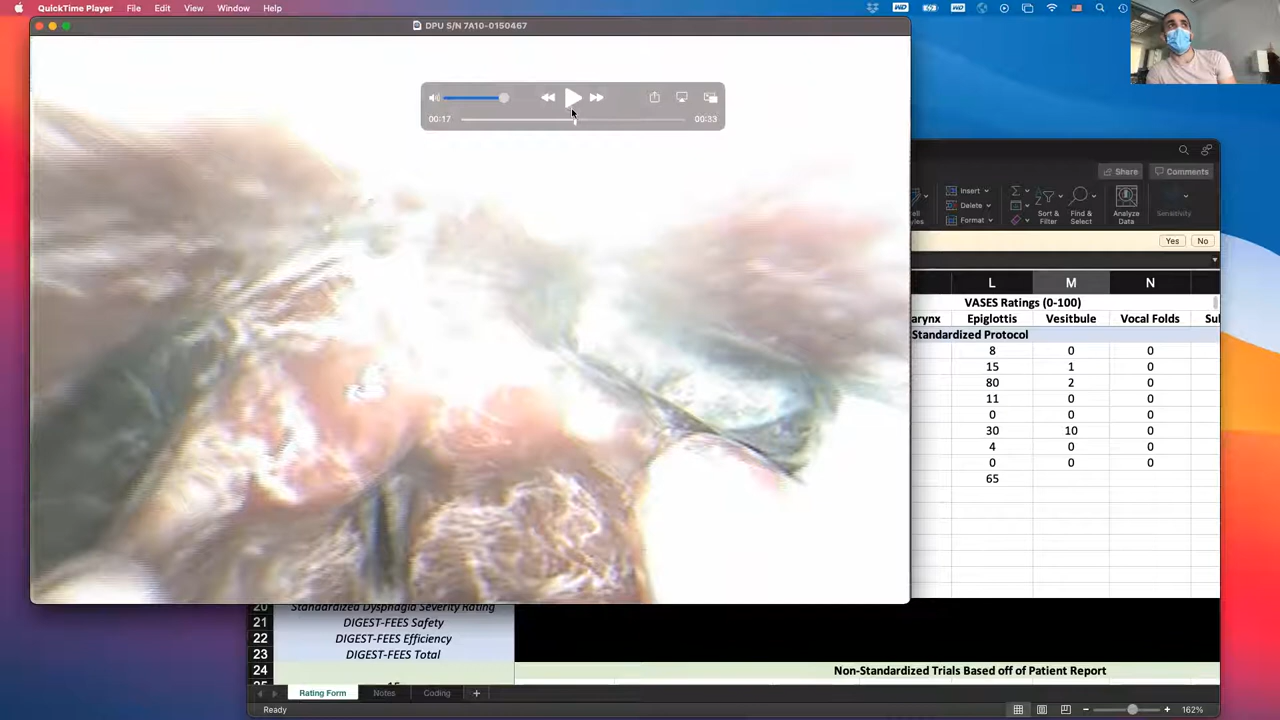 QuickTime Player File Edit View Window Help
DPU S/N 7A10-0150467
00:17 00:33
Share Comments
Insert
Delete
Format
Sort & Filter
Find & Select
Analyze Data
Sensitivity
Yes No
L M N
VASES Ratings (0-100)
Epiglottis Vesitbule Vocal Folds
Standardized Protocol
8 0 0
15 1 0
80 2 0
11 0 0
0 0 0
30 10 0
4 0 0
0 0 0
65
20 Standardized Dysphagia Severity Rating
21 DIGEST-FEES Safety
22 DIGEST-FEES Efficiency
23 DIGEST-FEES Total
24 Non-Standardized Trials Based off of Patient Report
Rating Form Notes Coding +
Ready 162%